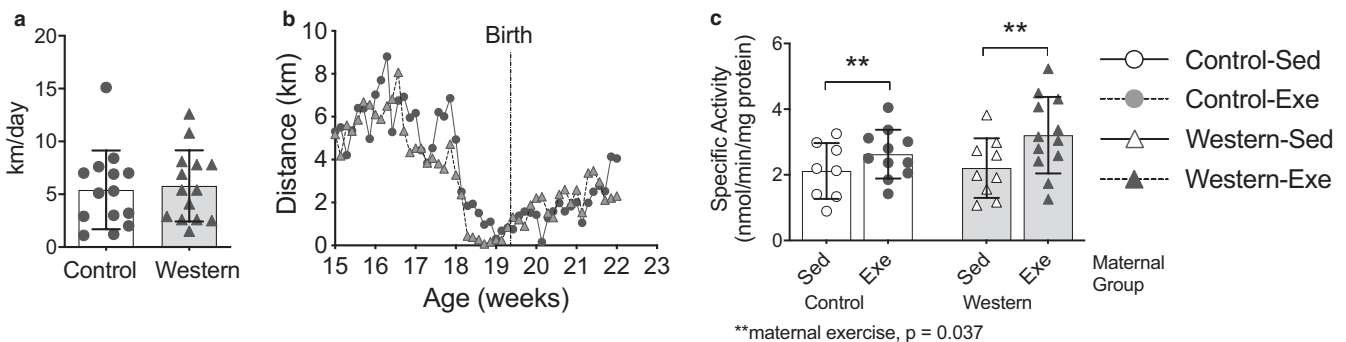 a
20
15
10
5
0
km/day
Control Western
b
10
8
6
4
2
0
Distance (km)
Birth
15 16 17 18 19 20 21 22 23
Age (weeks)
c
6
4
2
0
Specific Activity
(nmol/min/mg protein)
**
**
Sed Exe Sed Exe
Control Western
Maternal
Group
**maternal exercise, p = 0.037
Control-Sed
Control-Exe
Western-Sed
Western-Exe